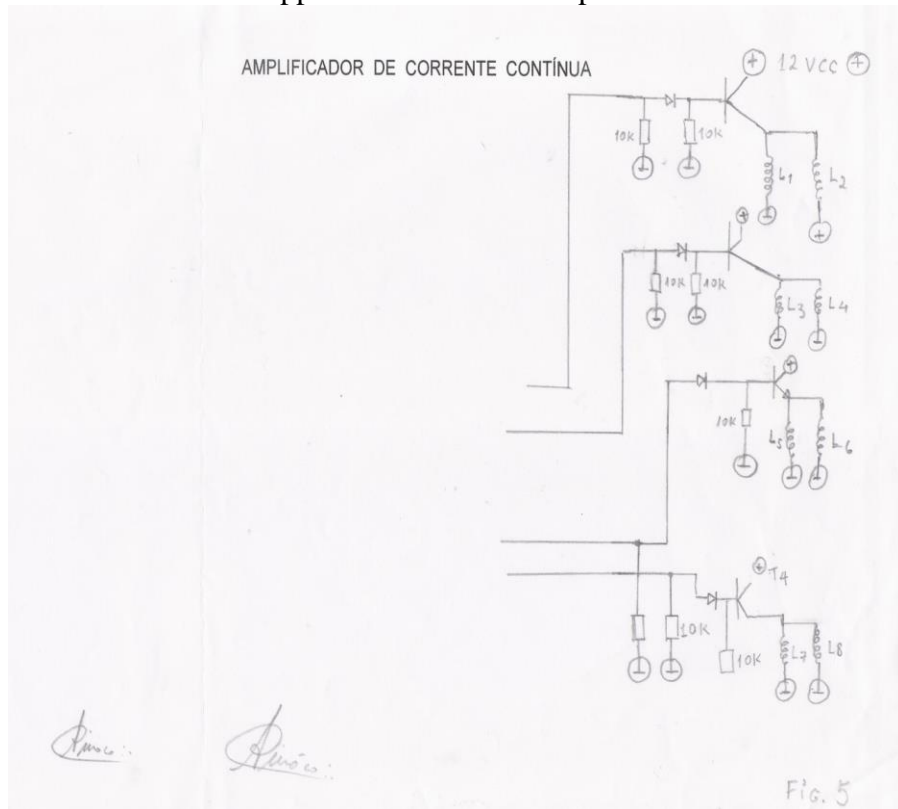 AMPLIFICADOR DE CORRENTE CONTÍNUA
+ 12 VCC +
10K 10K
L1 L2
+
+
10K 10K
L3 L4
+
10K
L5 L6
+ T4
10K
10K
L7 L8
Fig. 5